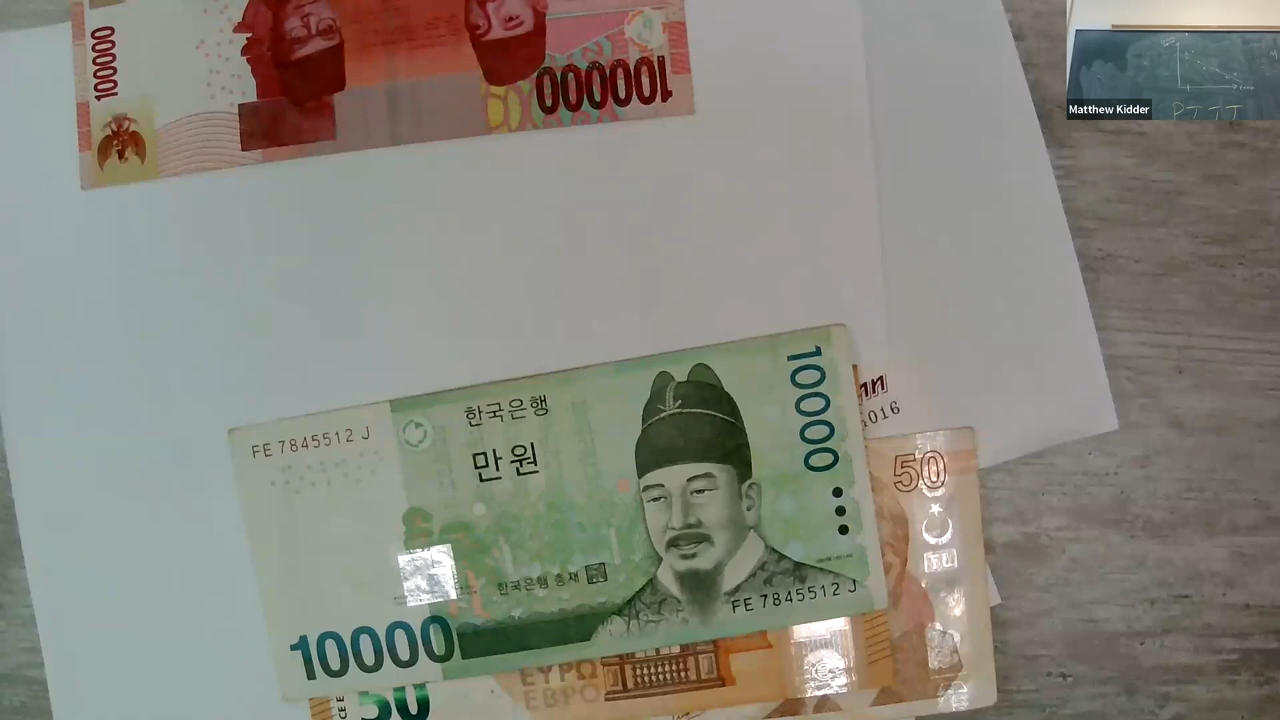 100000
100000
Matthew Kidder
P T T T
10000
한국은행
FE 7845512 J
만원
016
50
한국은행 총재
FE 7845512 J
10000
ΕΥΡΩ
ЕВРО
50